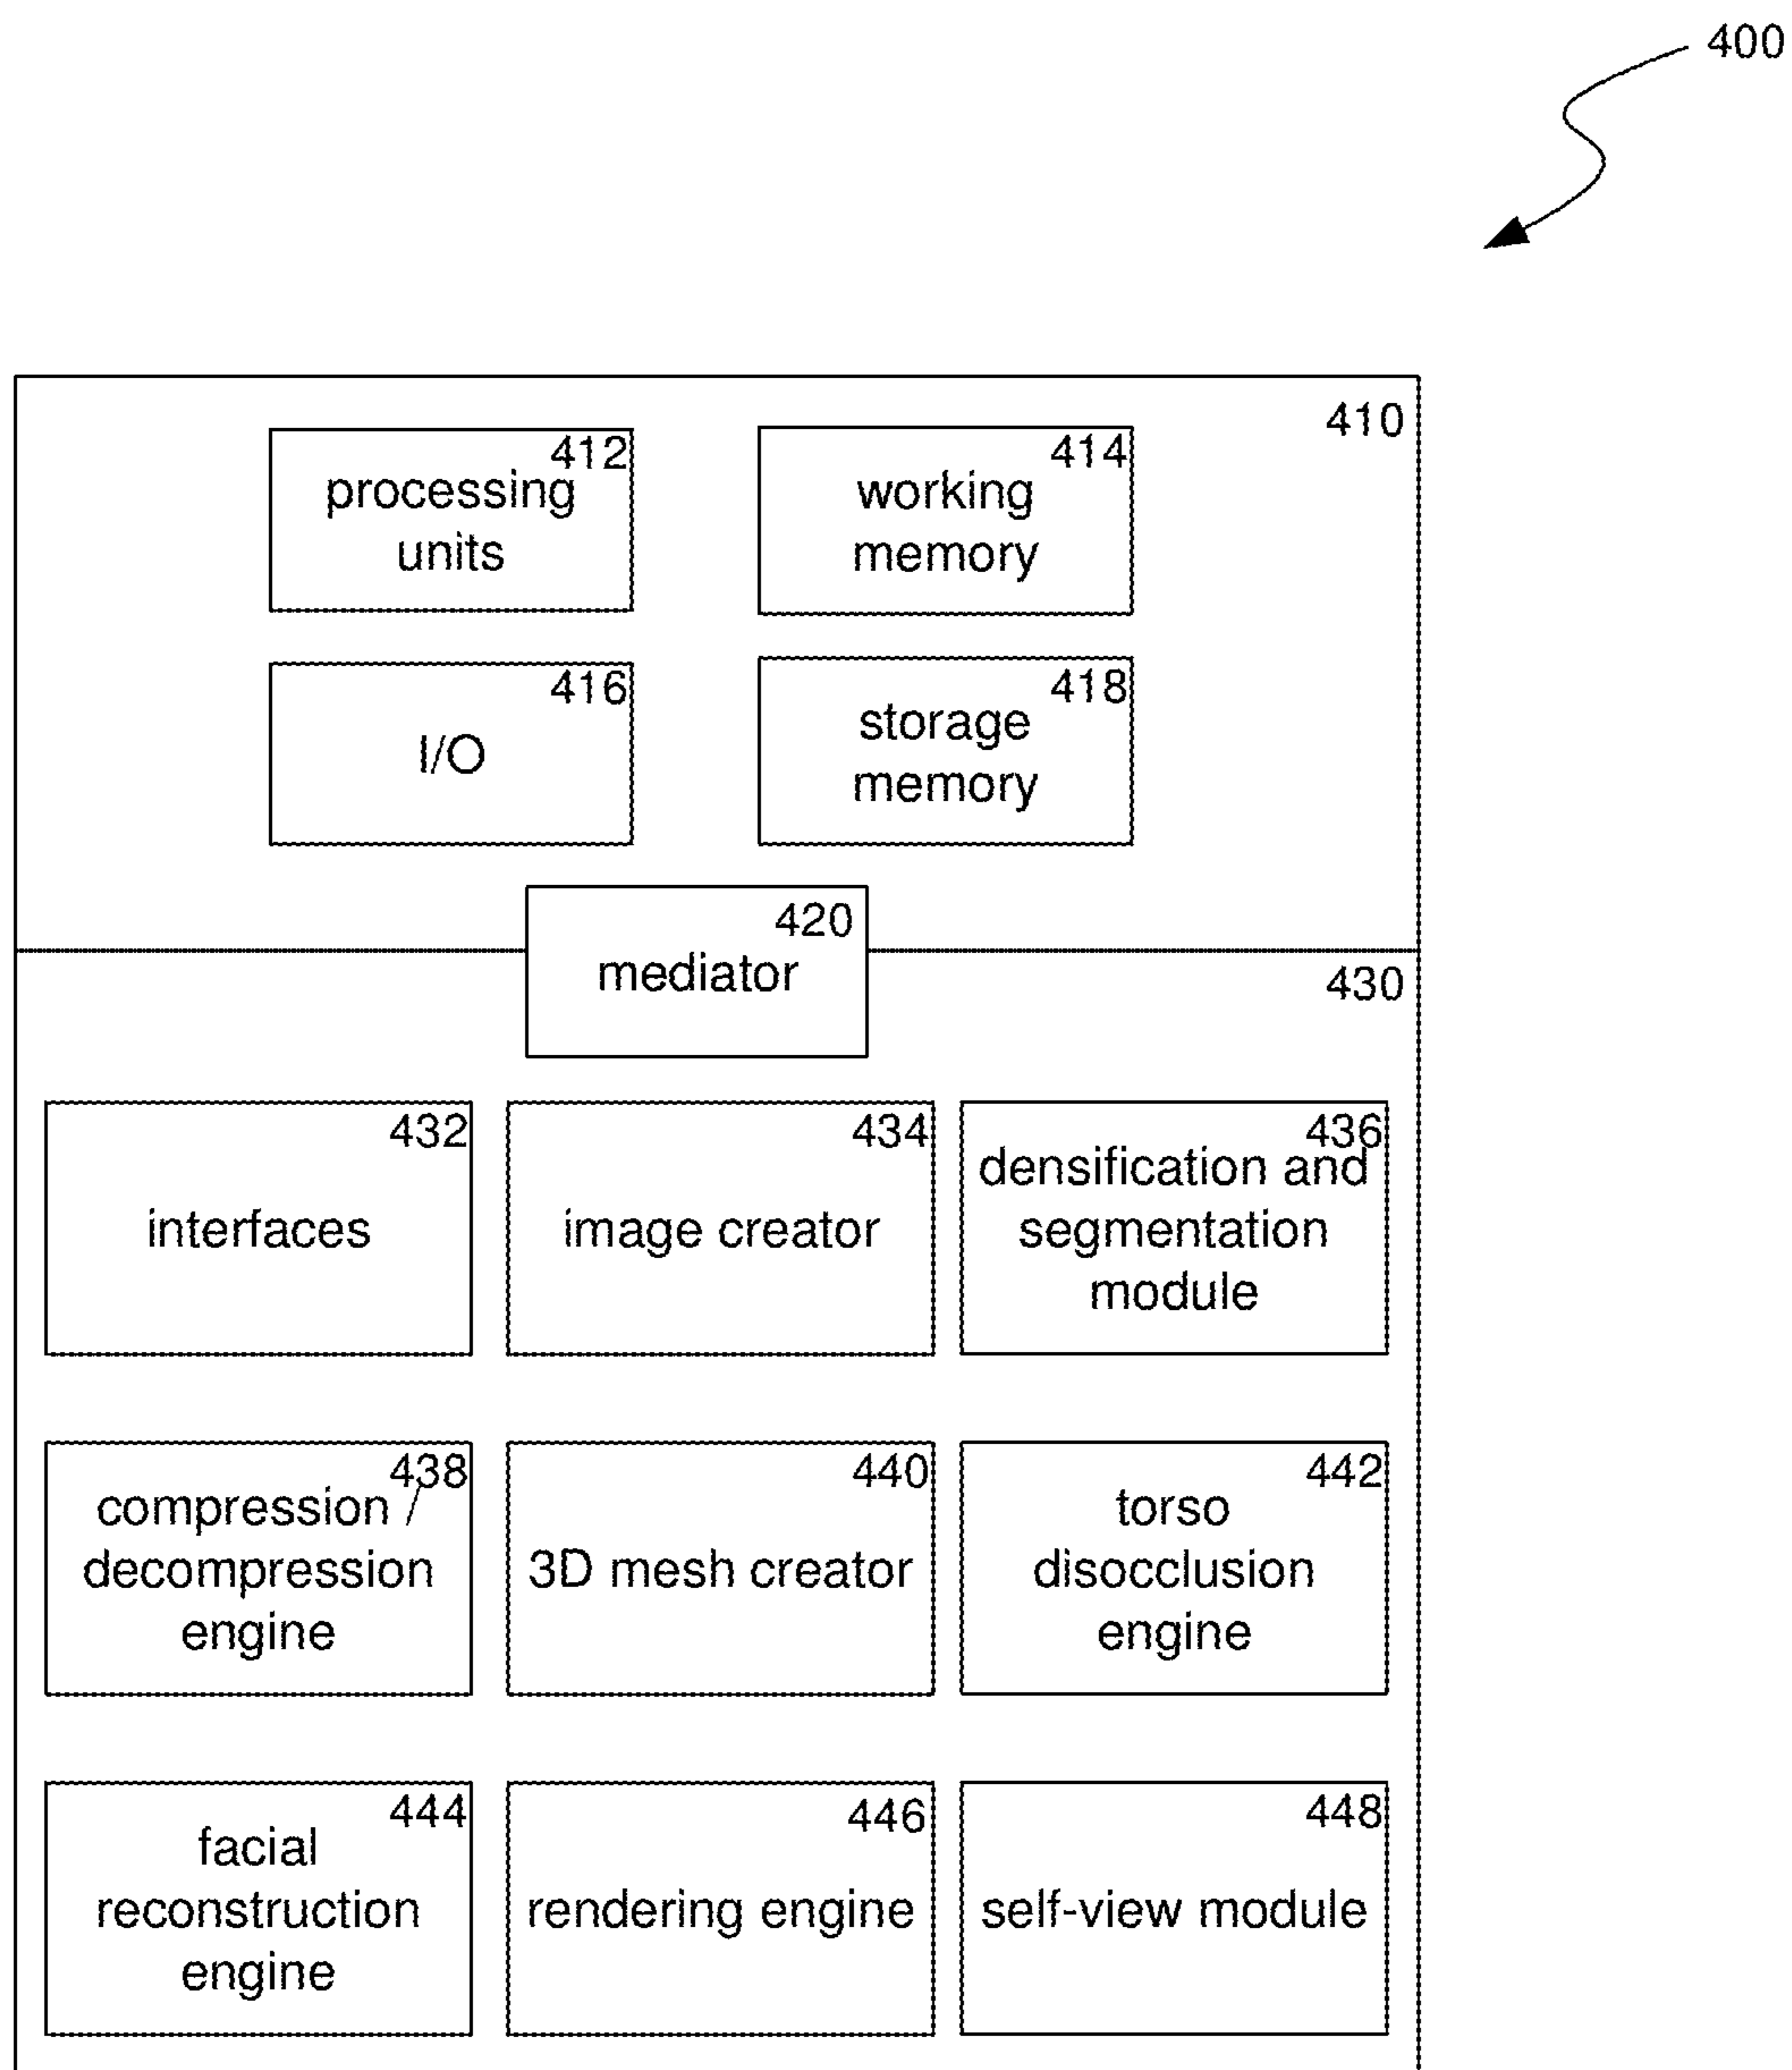 400
410
412
processing
units
414
working
memory
416
I/O
418
storage
memory
420
mediator
430
432
interfaces
434
image creator
436
densification and
segmentation
module
438
compression /
decompression
engine
440
3D mesh creator
442
torso
disocclusion
engine
444
facial
reconstruction
engine
446
rendering engine
448
self-view module